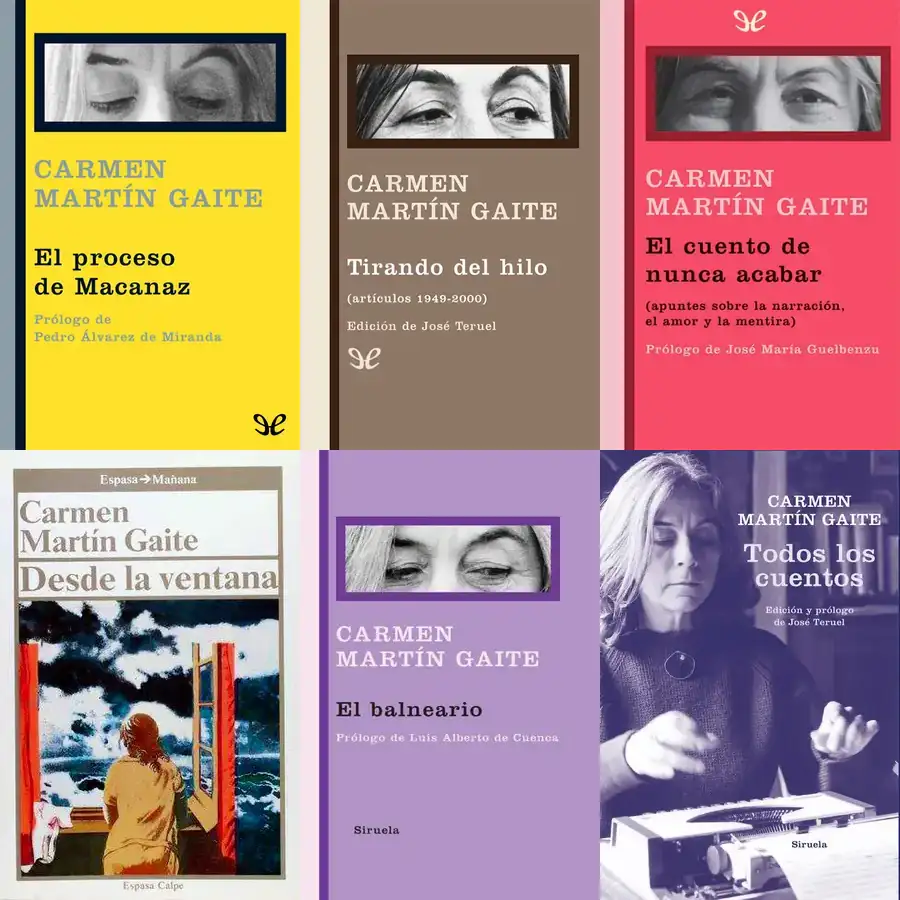 CARMEN
MARTÍN GAITE
El proceso
de Macanaz
Prólogo de
Pedro Álvarez de Miranda
CARMEN
MARTÍN GAITE
Tirando del hilo
(artículos 1949-2000)
Edición de José Teruel
CARMEN
MARTÍN GAITE
El cuento de
nunca acabar
(apuntes sobre la narración,
el amor y la mentira)
Prólogo de José María Guelbenzu
Espasa→Mañana
Carmen
Martín Gaite
Desde la ventana
Espasa Calpe
CARMEN
MARTÍN GAITE
El balneario
Prólogo de Luis Alberto de Cuenca
Siruela
CARMEN
MARTÍN GAITE
Todos los
cuentos
Edición y prólogo
de José Teruel
Siruela